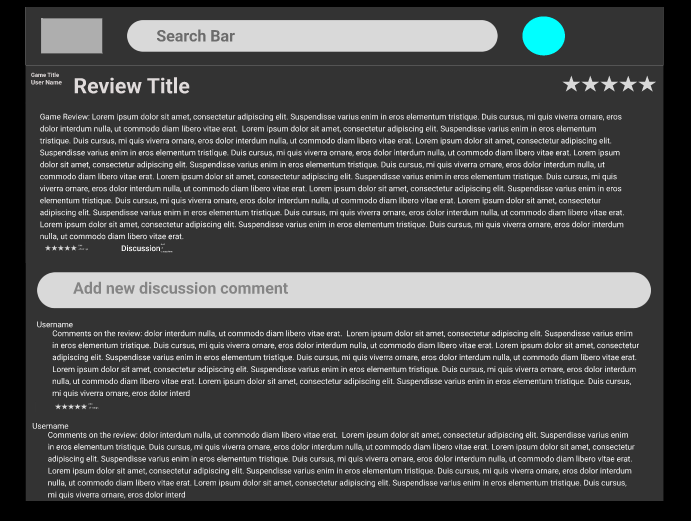 Search Bar
Game Title
User Name
Review Title
Game Review: Lorem ipsum dolor sit amet, consectetur adipiscing elit. Suspendisse varius enim in eros elementum tristique. Duis cursus, mi quis viverra ornare, eros
dolor interdum nulla, ut commodo diam libero vitae erat. Lorem ipsum dolor sit amet, consectetur adipiscing elit. Suspendisse varius enim in eros elementum
tristique. Duis cursus, mi quis viverra ornare, eros dolor interdum nulla, ut commodo diam libero vitae erat. Lorem ipsum dolor sit amet, consectetur adipiscing elit.
Suspendisse varius enim in eros elementum tristique. Duis cursus, mi quis viverra ornare, eros dolor interdum nulla, ut commodo diam libero vitae erat. Lorem ipsum
dolor sit amet, consectetur adipiscing elit. Suspendisse varius enim in eros elementum tristique. Duis cursus, mi quis viverra ornare, eros dolor interdum nulla, ut
commodo diam libero vitae erat. Lorem ipsum dolor sit amet, consectetur adipiscing elit. Suspendisse varius enim in eros elementum tristique. Duis cursus, mi quis
viverra ornare, eros dolor interdum nulla, ut commodo diam libero vitae erat. Lorem ipsum dolor sit amet, consectetur adipiscing elit. Suspendisse varius enim in
eros elementum tristique. Duis cursus, mi quis viverra ornare, eros dolor interdum nulla, ut commodo diam libero vitae erat. Lorem ipsum dolor sit amet, consectetur
adipiscing elit. Suspendisse varius enim in eros elementum tristique. Duis cursus, mi quis viverra ornare, eros dolor interdum nulla, ut commodo diam libero vitae
erat. Lorem ipsum dolor sit amet, consectetur adipiscing elit. Suspendisse varius enim in eros elementum tristique. Duis cursus, mi quis viverra ornare, eros dolor interdum
nulla, ut commodo diam libero vitae erat.
Discussion
Add new discussion comment
Username
Comments on the review: dolor interdum nulla, ut commodo diam libero vitae erat. Lorem ipsum dolor sit amet, consectetur adipiscing elit. Suspendisse varius enim
in eros elementum tristique. Duis cursus, mi quis viverra ornare, eros dolor interdum nulla, ut commodo diam libero vitae erat. Lorem ipsum dolor sit amet, consectetur
adipiscing elit. Suspendisse varius enim in eros elementum tristique. Duis cursus, mi quis viverra ornare, eros dolor interdum nulla, ut commodo diam libero vitae erat.
Lorem ipsum dolor sit amet, consectetur adipiscing elit. Suspendisse varius enim in eros elementum tristique. Duis cursus, mi quis viverra ornare, eros dolor interdum
nulla, ut commodo diam libero vitae erat. Lorem ipsum dolor sit amet, consectetur adipiscing elit. Suspendisse varius enim in eros elementum tristique. Duis cursus,
mi quis viverra ornare, eros dolor interd
Username
Comments on the review: dolor interdum nulla, ut commodo diam libero vitae erat. Lorem ipsum dolor sit amet, consectetur adipiscing elit. Suspendisse varius enim
in eros elementum tristique. Duis cursus, mi quis viverra ornare, eros dolor interdum nulla, ut commodo diam libero vitae erat. Lorem ipsum dolor sit amet, consectetur
adipiscing elit. Suspendisse varius enim in eros elementum tristique. Duis cursus, mi quis viverra ornare, eros dolor interdum nulla, ut commodo diam libero vitae erat.
Lorem ipsum dolor sit amet, consectetur adipiscing elit. Suspendisse varius enim in eros elementum tristique. Duis cursus, mi quis viverra ornare, eros dolor interdum
nulla, ut commodo diam libero vitae erat. Lorem ipsum dolor sit amet, consectetur adipiscing elit. Suspendisse varius enim in eros elementum tristique. Duis cursus,
mi quis viverra ornare, eros dolor interd